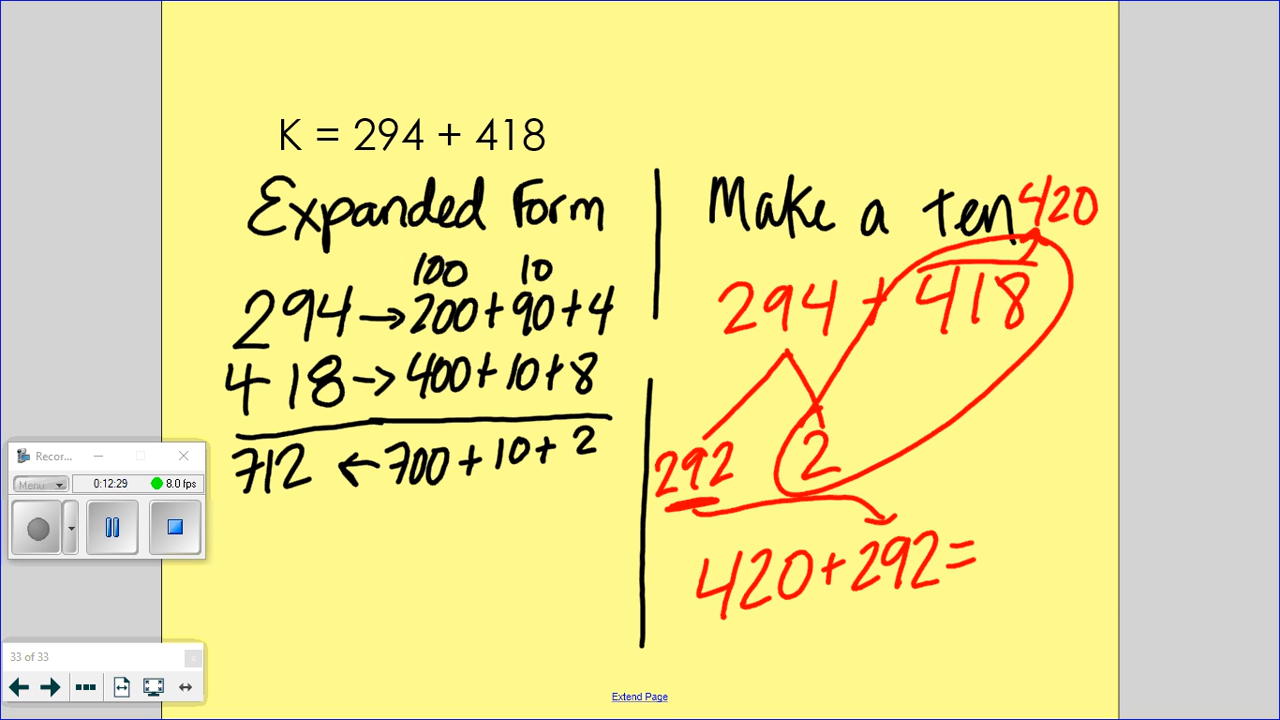 K = 294 + 418
Expanded Form
100 10
294 → 200 + 90 + 4
418 → 400 + 10 + 8
712 ← 700 + 10 + 2
Make a ten 420
294 + 418
292 2
420 + 292 =
Recor...
Menu
0:12:29 8.0 fps
33 of 33
Extend Page